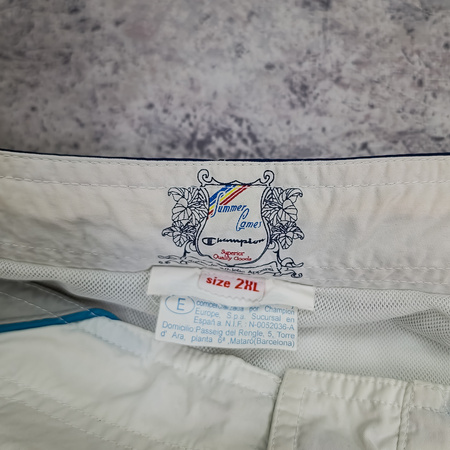 Summer
Games
Champion
Superior
Quality Goods
size 2XL
E
por Champion
Europe, S.p.a Sucursal en
España N.I.F.: N-0052036-A
Domicilio Passeig del Rengle, 5, Torre
d' Ara, planta 6ª, Mataró(Barcelona)